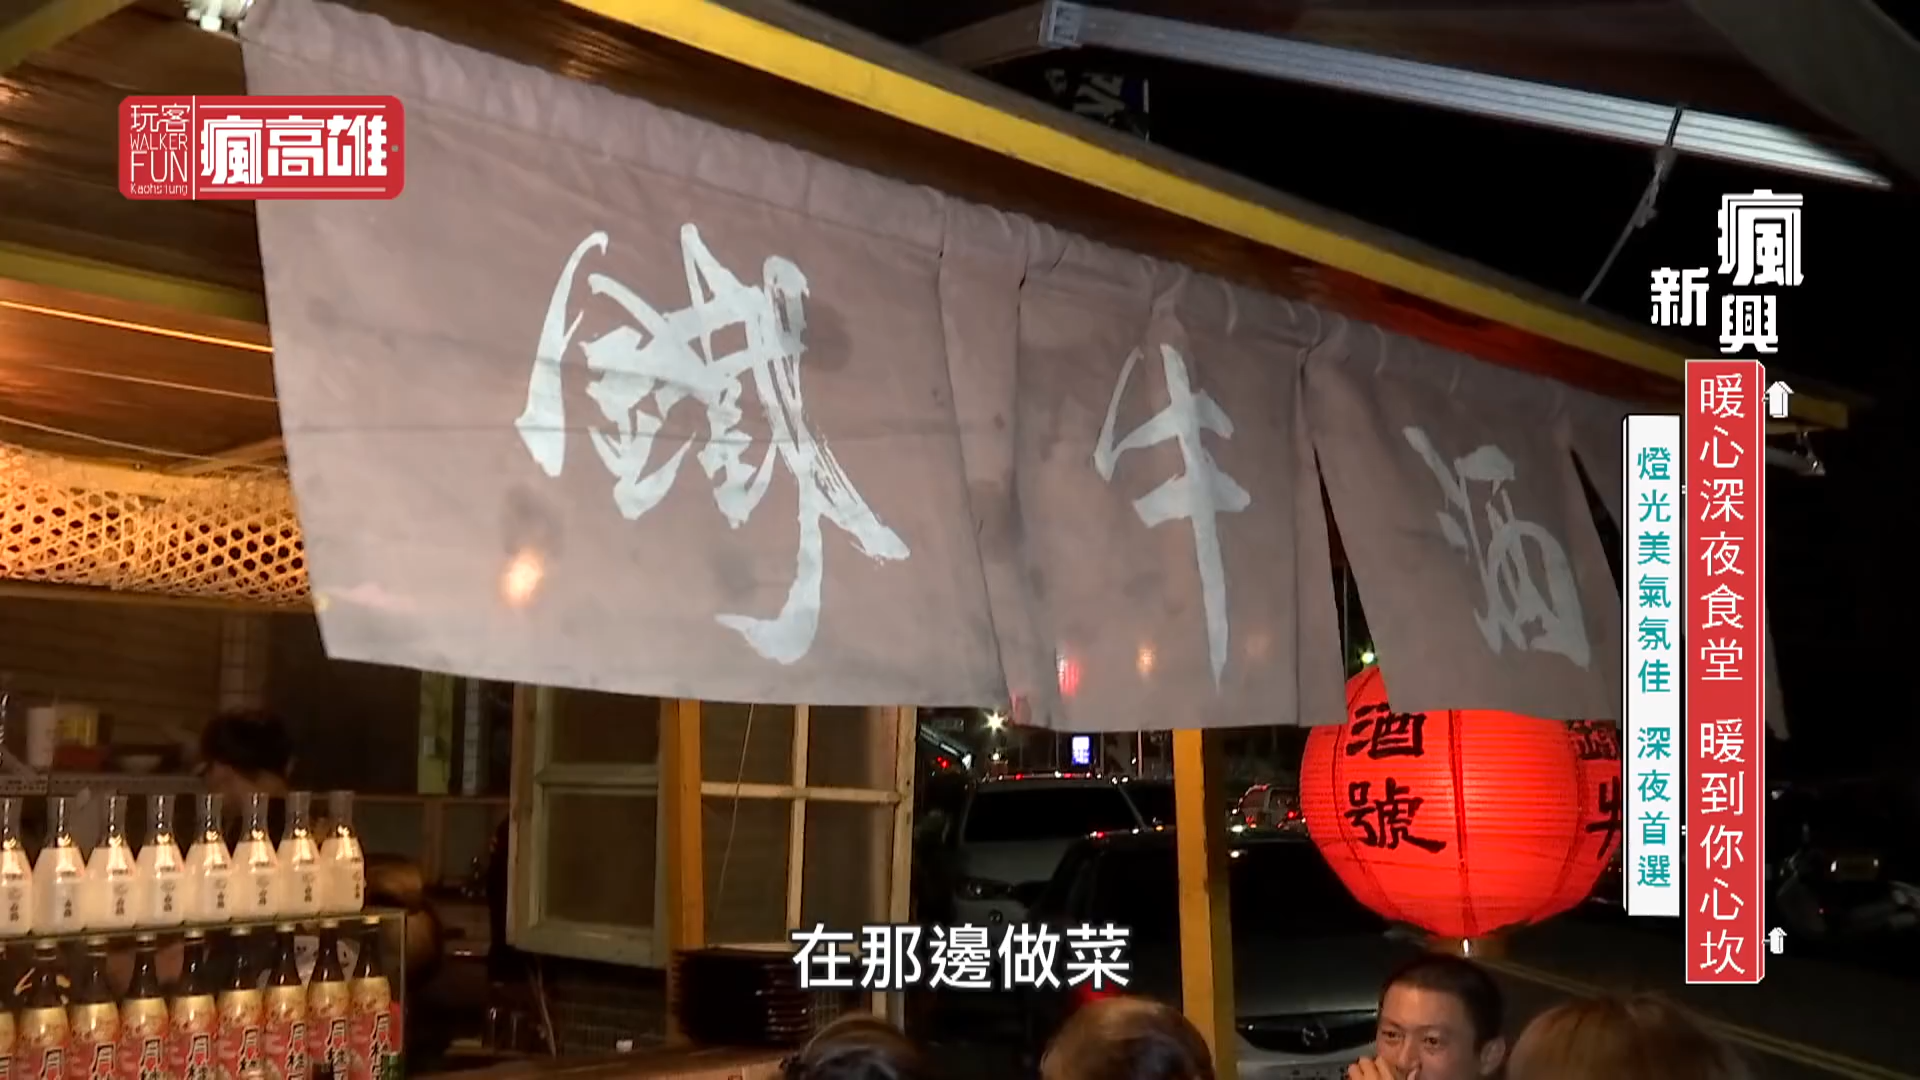 玩客
WALKER
FUN
Kaohsiung
瘋高雄
鐵牛酒
瘋
新興
暖心深夜食堂 暖到你心坎
燈光美氣氛佳 深夜首選
酒號
在那邊做菜
月桂